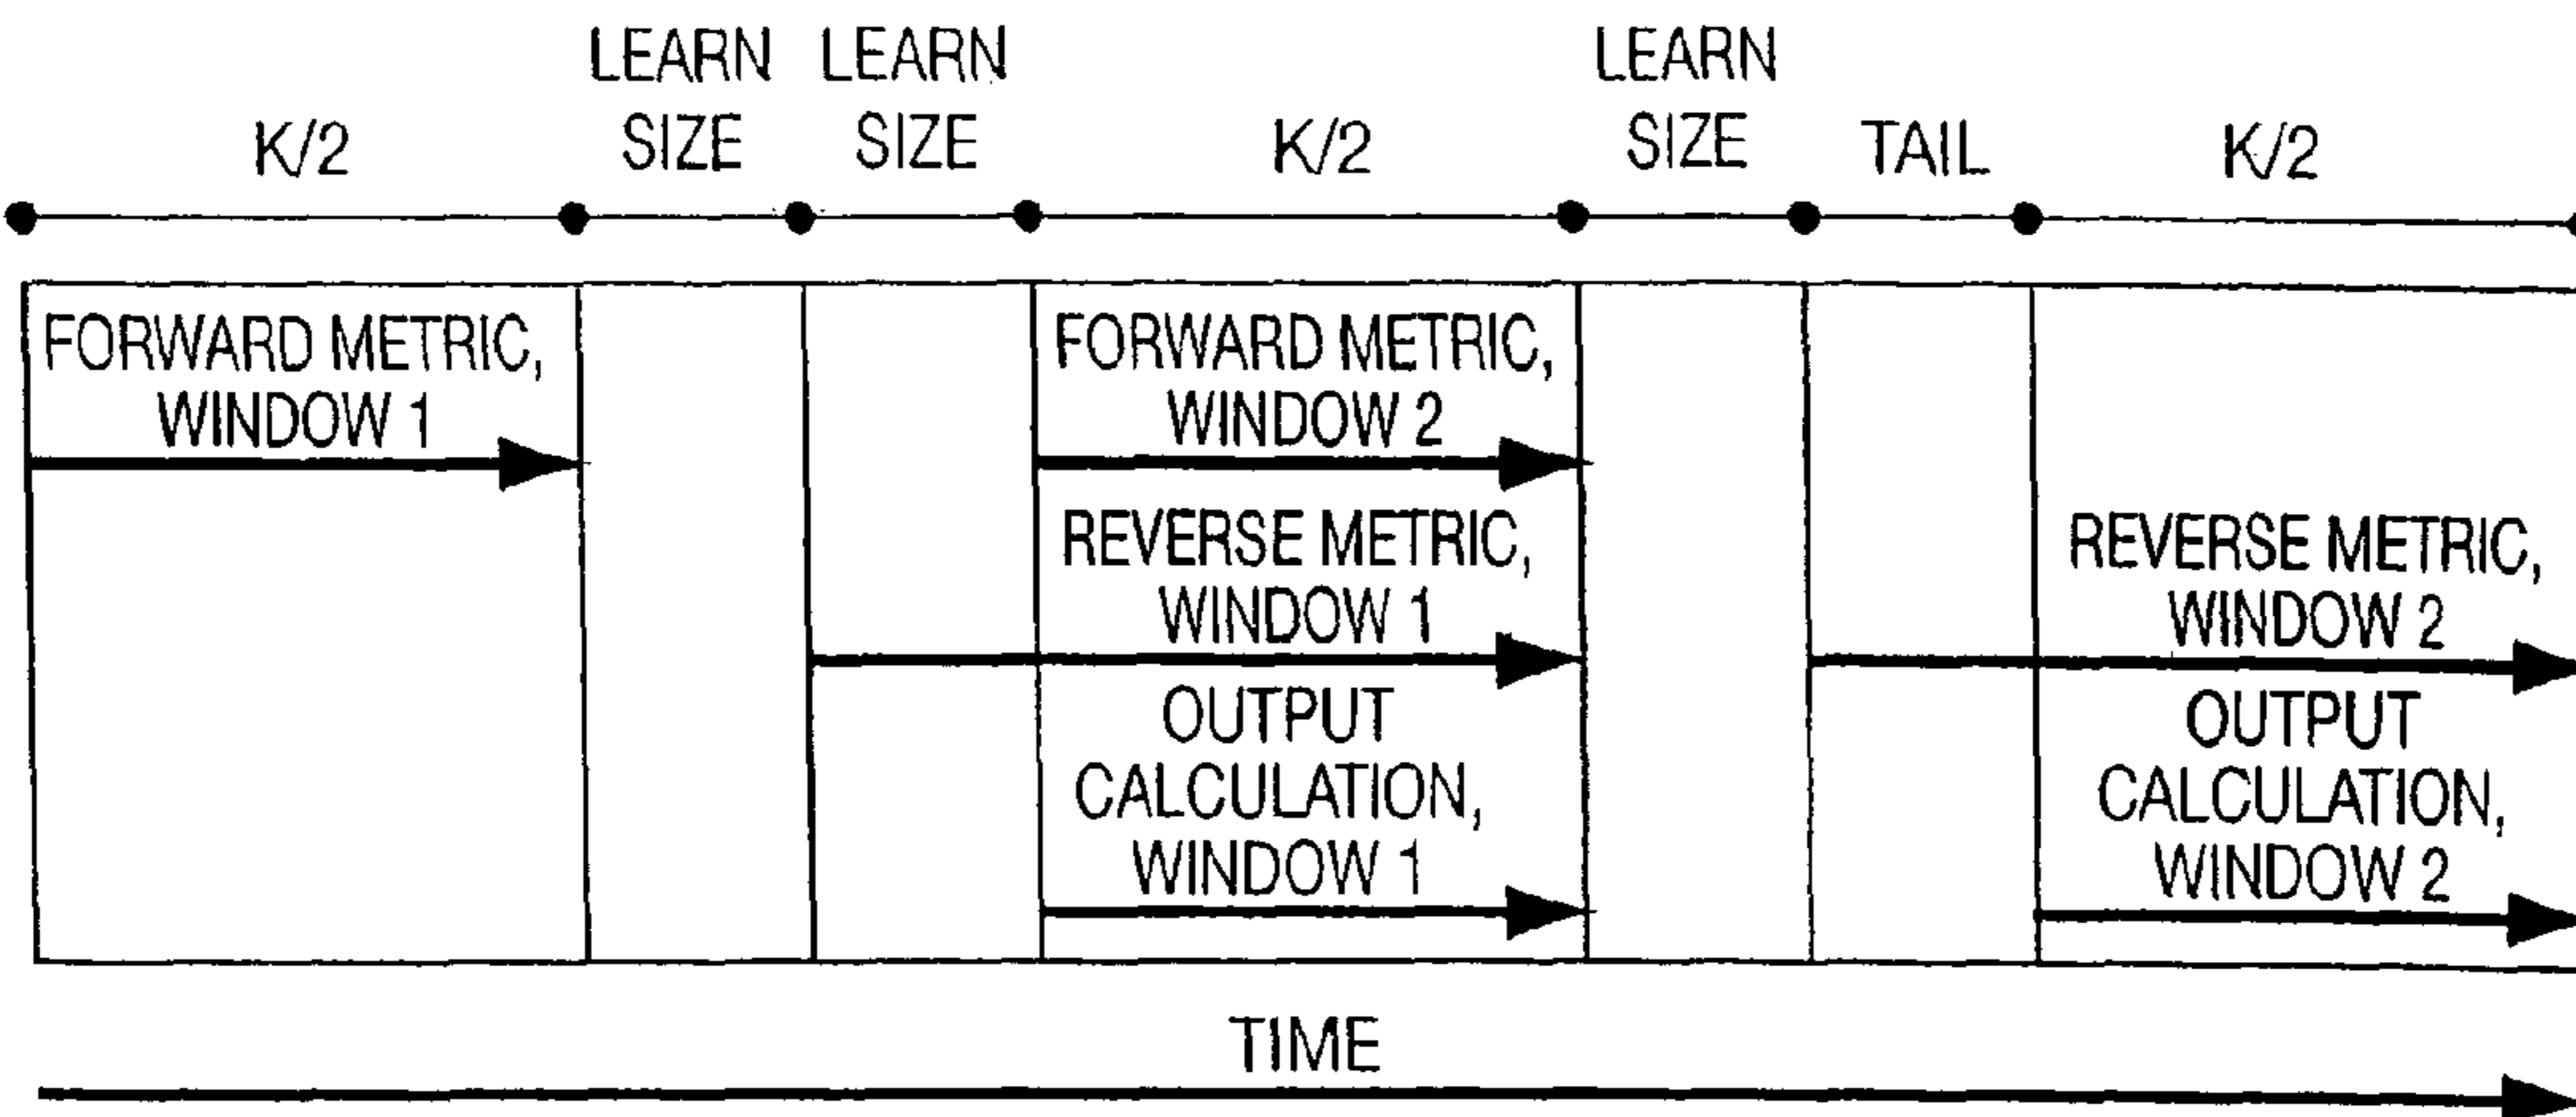 LEARN LEARN LEARN
K/2 SIZE SIZE K/2 SIZE TAIL K/2
FORWARD METRIC,
WINDOW 1
FORWARD METRIC,
WINDOW 2
REVERSE METRIC,
WINDOW 1
OUTPUT
CALCULATION,
WINDOW 1
REVERSE METRIC,
WINDOW 2
OUTPUT
CALCULATION,
WINDOW 2
TIME